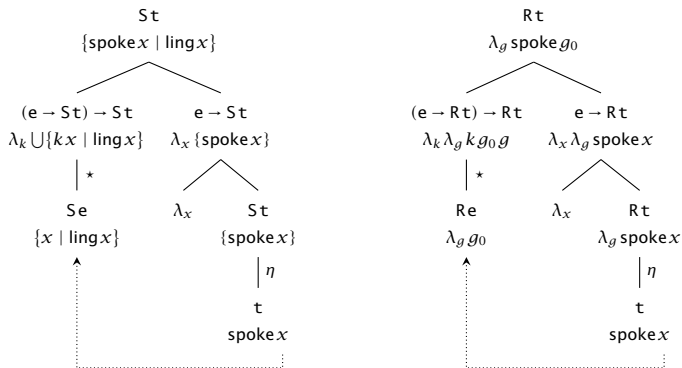 St
{spoke x | ling x}
(e → St) → St
λₖ ⋃{k x | ling x}
e → St
λₓ {spoke x}
⋆
Se
{x | ling x}
λₓ
St
{spoke x}
η
t
spoke x
Rt
λg spoke g₀
(e → Rt) → Rt
λₖ λg k g₀ g
e → Rt
λₓ λg spoke x
⋆
Re
λg g₀
λₓ
Rt
λg spoke x
η
t
spoke x